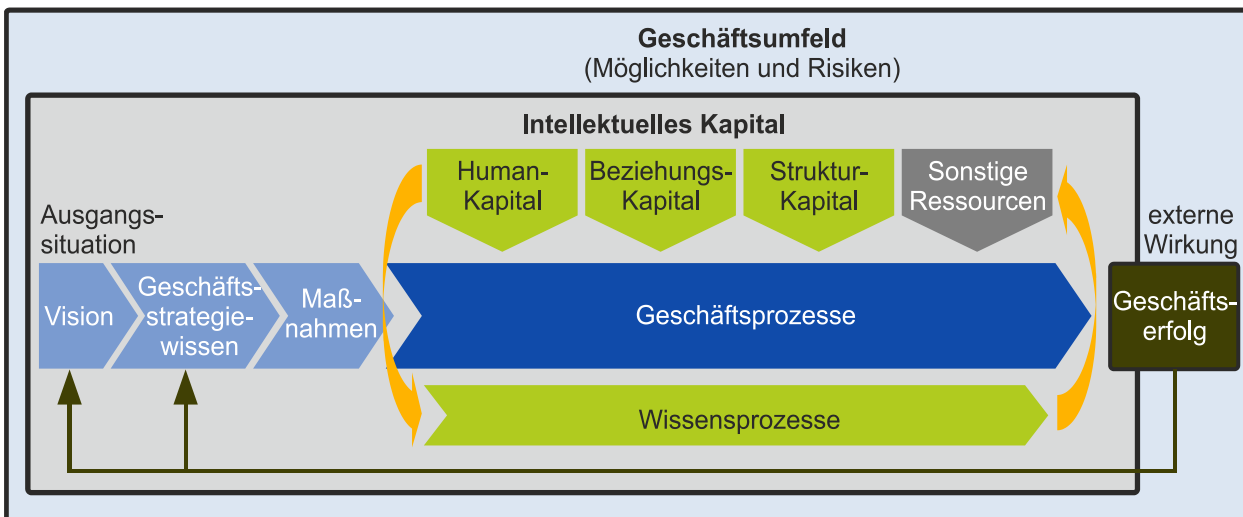 Geschäftsumfeld
(Möglichkeiten und Risiken)
Intellektuelles Kapital
Human-
Kapital
Beziehungs-
Kapital
Struktur-
Kapital
Sonstige
Ressourcen
Ausgangs-
situation
externe
Wirkung
Vision
Geschäfts-
strategie-
wissen
Maß-
nahmen
Geschäftsprozesse
Geschäfts-
erfolg
Wissensprozesse